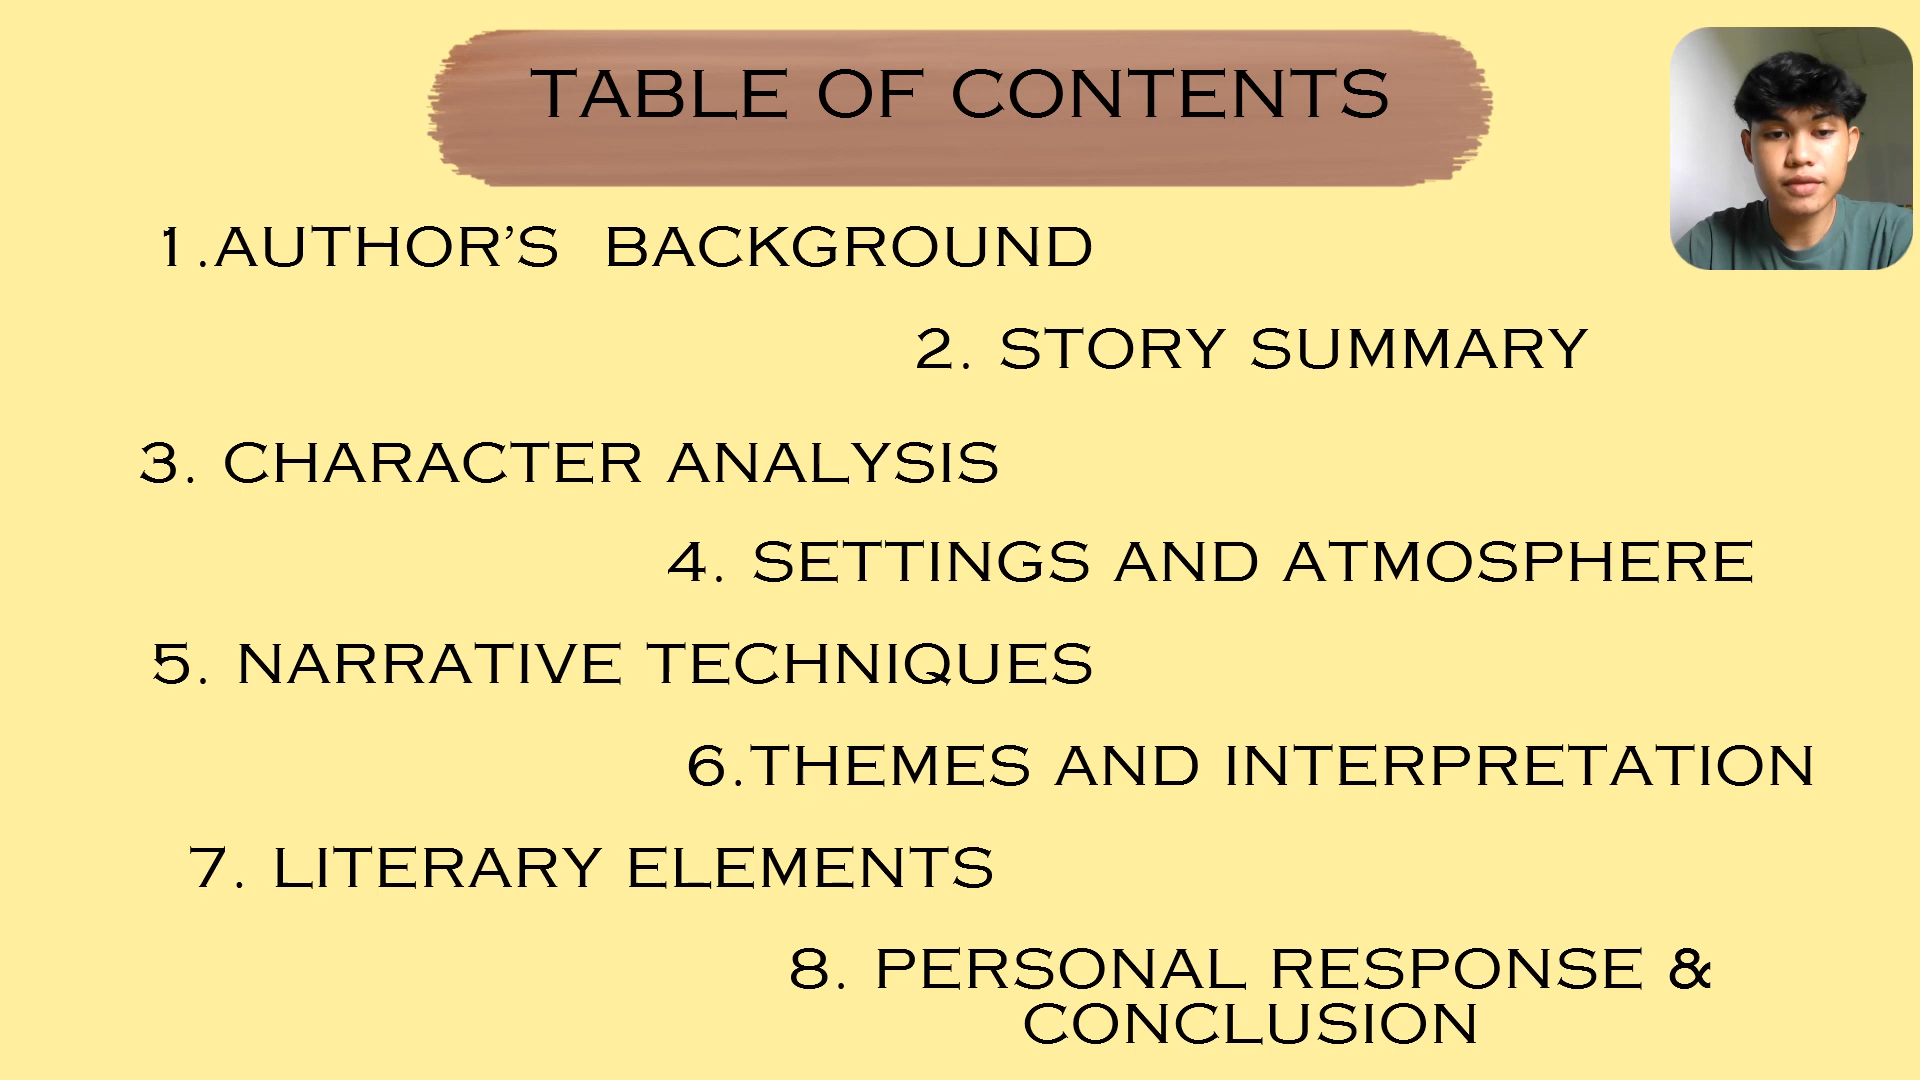 TABLE OF CONTENTS
1.AUTHOR’S BACKGROUND
2. STORY SUMMARY
3. CHARACTER ANALYSIS
4. SETTINGS AND ATMOSPHERE
5. NARRATIVE TECHNIQUES
6.THEMES AND INTERPRETATION
7. LITERARY ELEMENTS
8. PERSONAL RESPONSE &
CONCLUSION